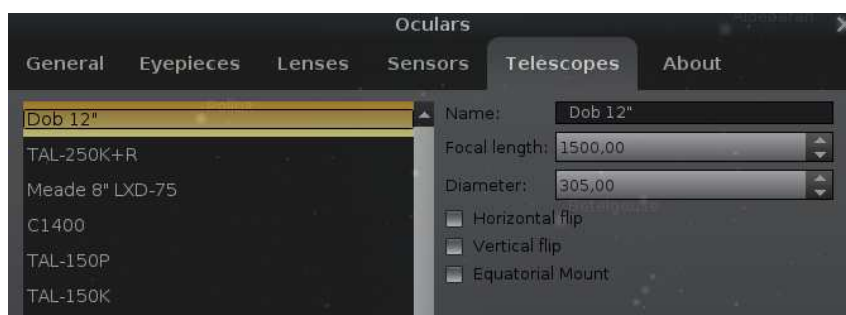 Oculars
General Eyepieces Lenses Sensors Telescopes About
Dob 12"
TAL-250K+R
Meade 8" LXD-75
C1400
TAL-150P
TAL-150K
Name: Dob 12"
Focal length: 1500,00
Diameter: 305,00
Horizontal flip
Vertical flip
Equatorial Mount